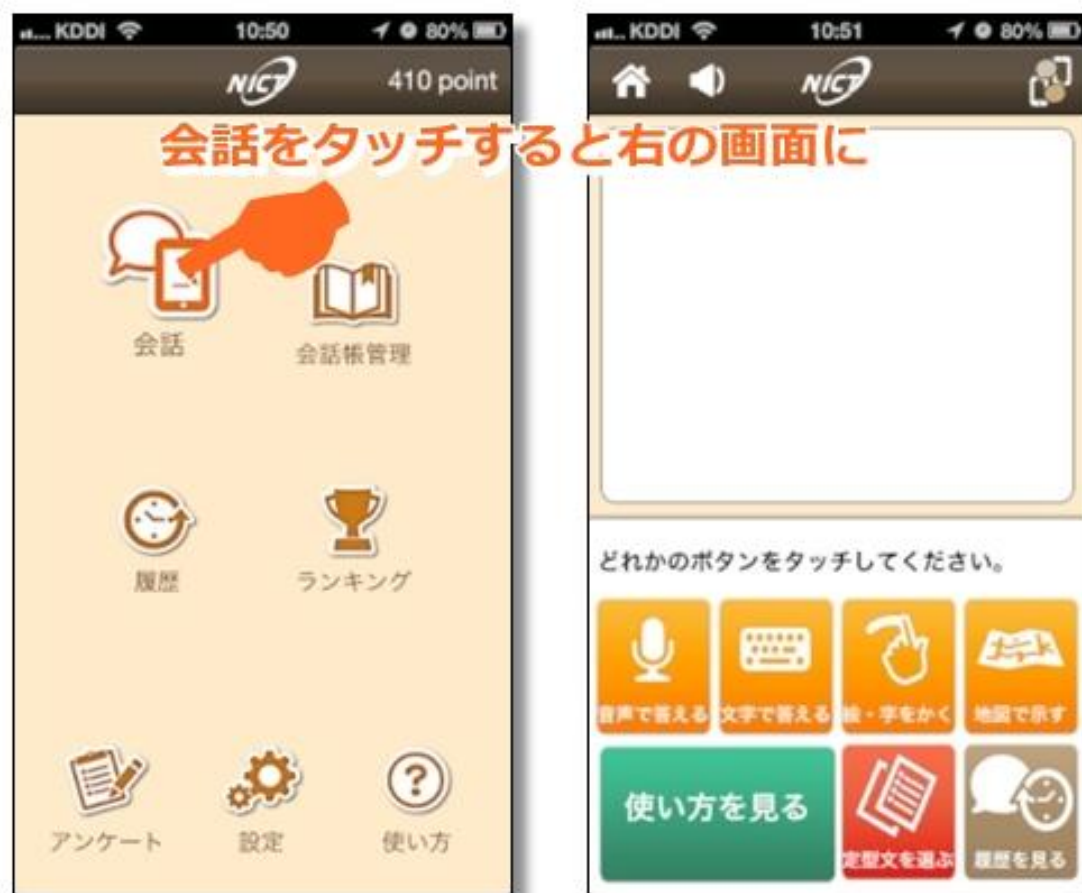 KDDI 10:50 80%
NICT 410 point
会話をタッチすると右の画面に
会話
会話帳管理
履歴
ランキング
アンケート
設定
使い方
KDDI 10:51 80%
NICT
どれかのボタンをタッチしてください。
音声で答える
文字で答える
絵・字をかく
地図で示す
使い方を見る
定型文を選ぶ
履歴を見る